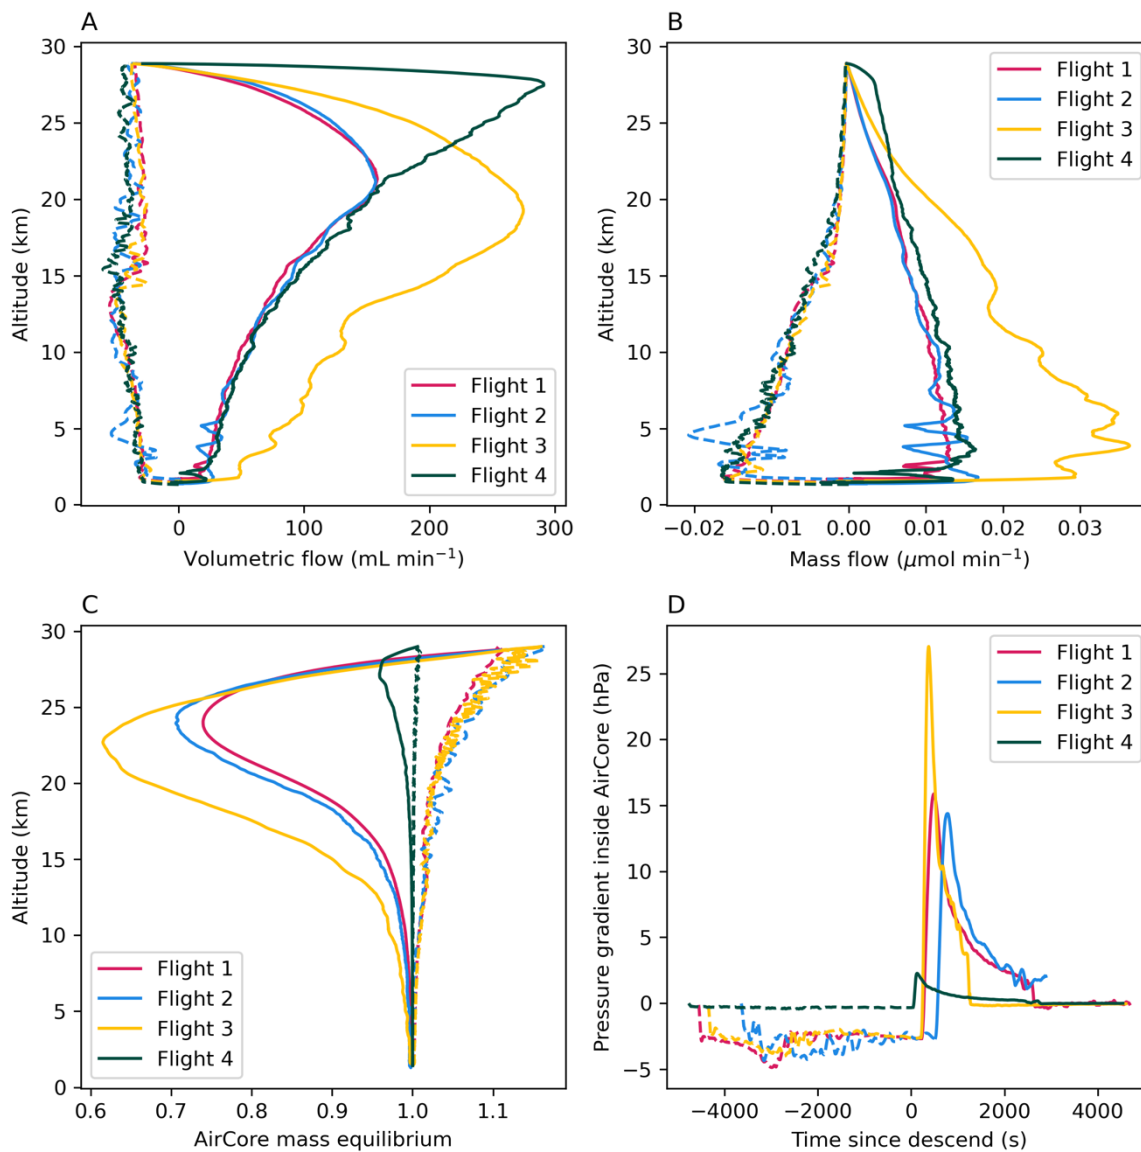 A
30
25
20
15
10
5
0
Altitude (km)
0
100
200
300
Volumetric flow (mL min⁻¹)
Flight 1
Flight 2
Flight 3
Flight 4
B
30
25
20
15
10
5
0
Altitude (km)
−0.02
−0.01
0.00
0.01
0.02
0.03
Mass flow (μmol min⁻¹)
Flight 1
Flight 2
Flight 3
Flight 4
C
30
25
20
15
10
5
0
Altitude (km)
0.6
0.7
0.8
0.9
1.0
1.1
AirCore mass equilibrium
Flight 1
Flight 2
Flight 3
Flight 4
D
25
20
15
10
5
0
−5
Pressure gradient inside AirCore (hPa)
−4000
−2000
0
2000
4000
Time since descend (s)
Flight 1
Flight 2
Flight 3
Flight 4